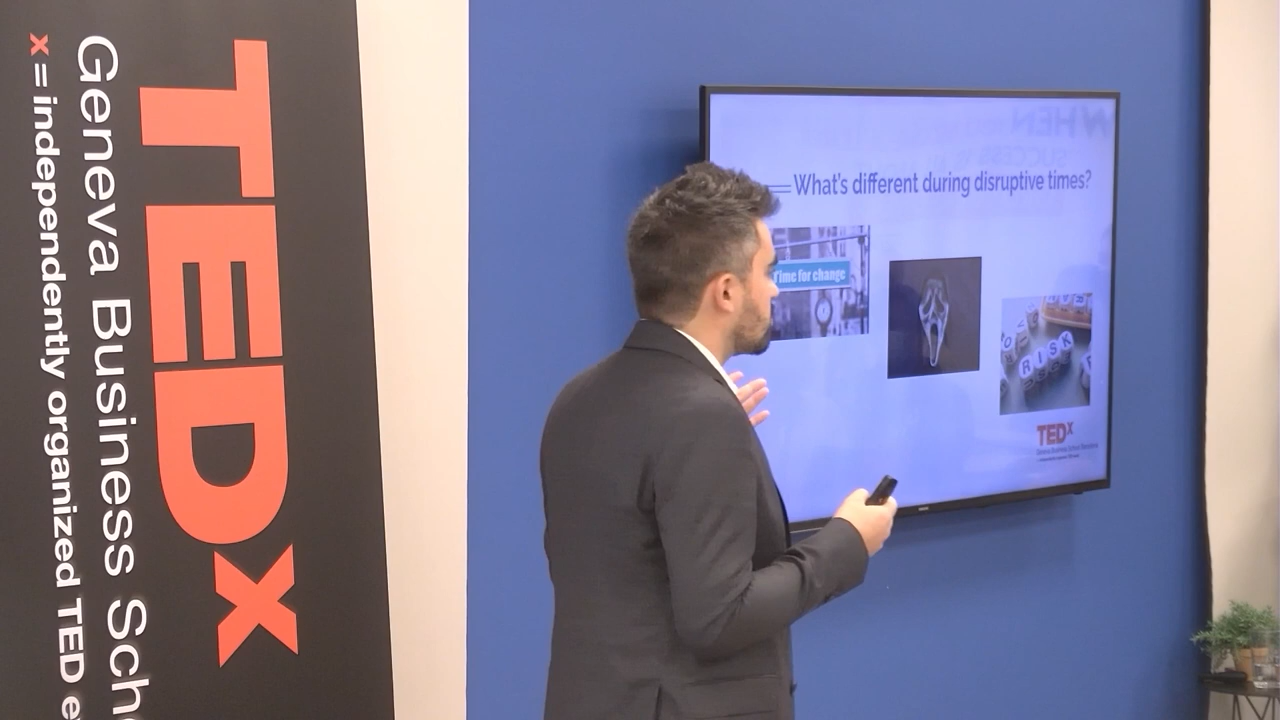 TEDx
Geneva Business Scho
x = independently organized TED e
What's different during disruptive times?
Time for change
RISK
TEDx